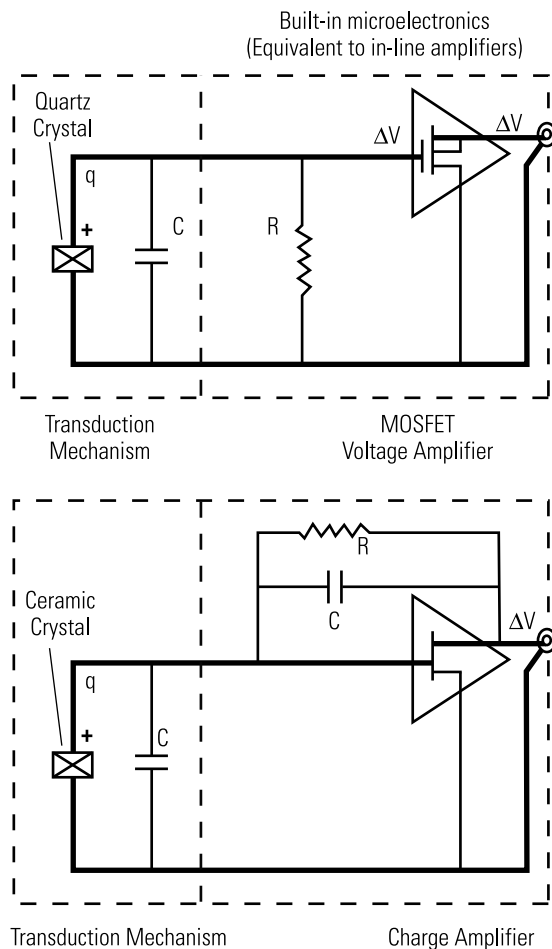 Built-in microelectronics
(Equivalent to in-line amplifiers)
Quartz
Crystal
ΔV
ΔV
q
+
C
R
Transduction
Mechanism
MOSFET
Voltage Amplifier
R
C
Ceramic
Crystal
ΔV
q
+
C
Transduction Mechanism
Charge Amplifier